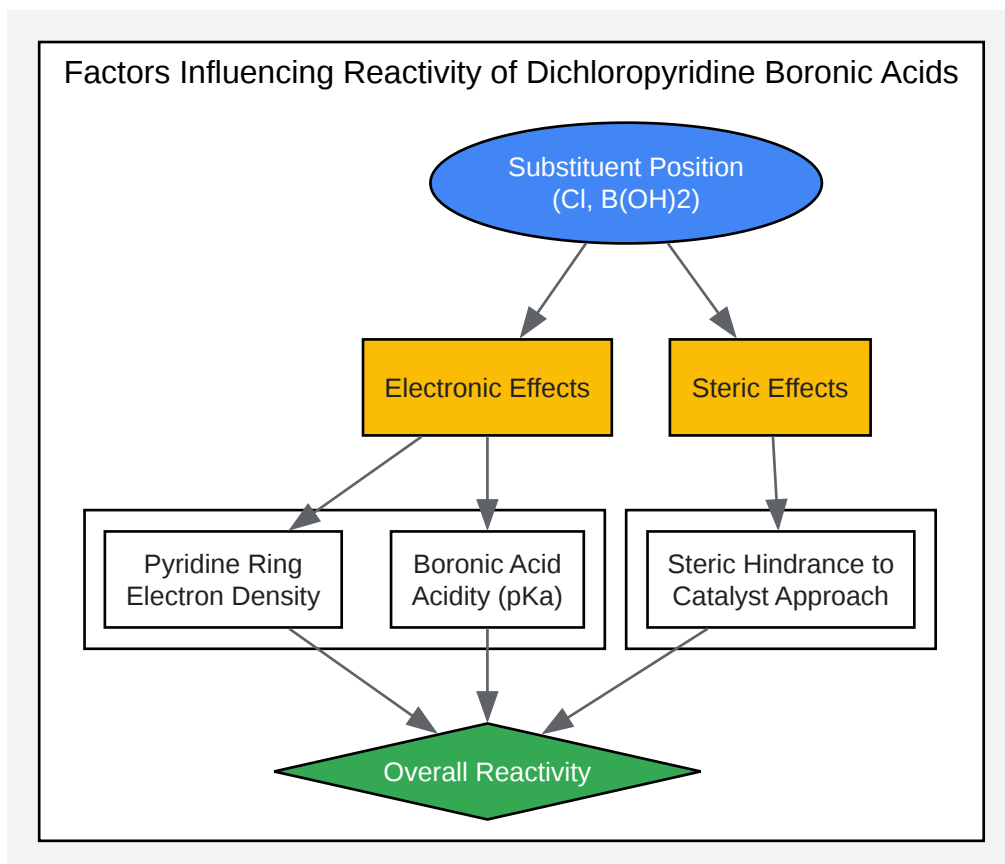 Factors Influencing Reactivity of Dichloropyridine Boronic Acids
Substituent Position
(Cl, B(OH)2)
Electronic Effects
Steric Effects
Pyridine Ring
Electron Density
Boronic Acid
Acidity (pKa)
Steric Hindrance to
Catalyst Approach
Overall Reactivity